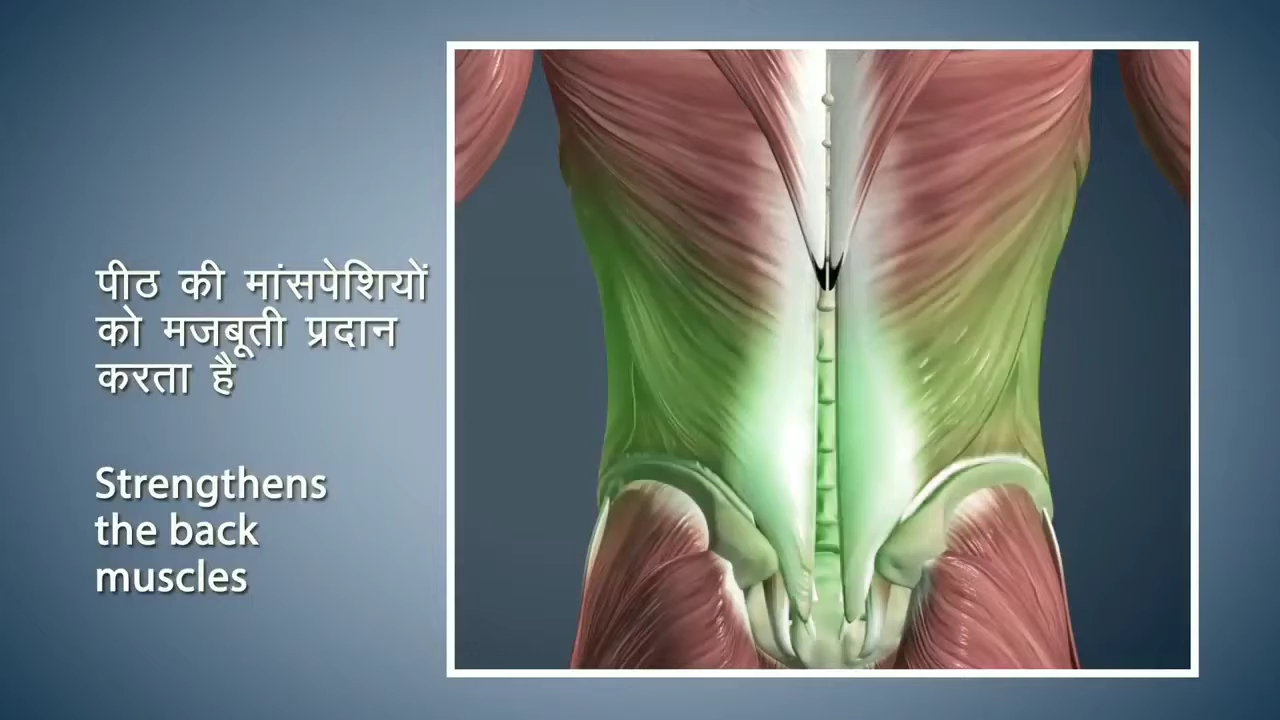 पीठ की मांसपेशियों
को मजबूती प्रदान
करता है
Strengthens
the back
muscles